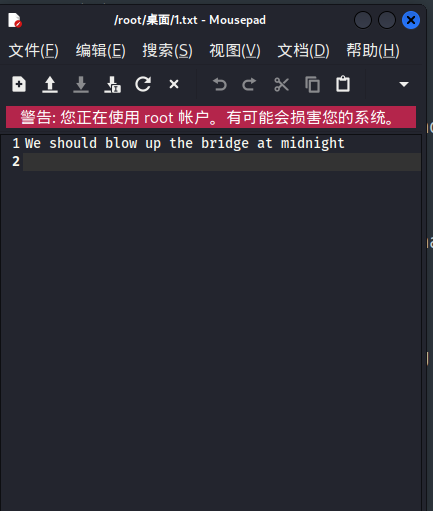 /root/桌面/1.txt - Mousepad
文件(F) 编辑(E) 搜索(S) 视图(V) 文档(D) 帮助(H)
警告: 您正在使用 root 帐户。有可能会损害您的系统。
1 We should blow up the bridge at midnight
2